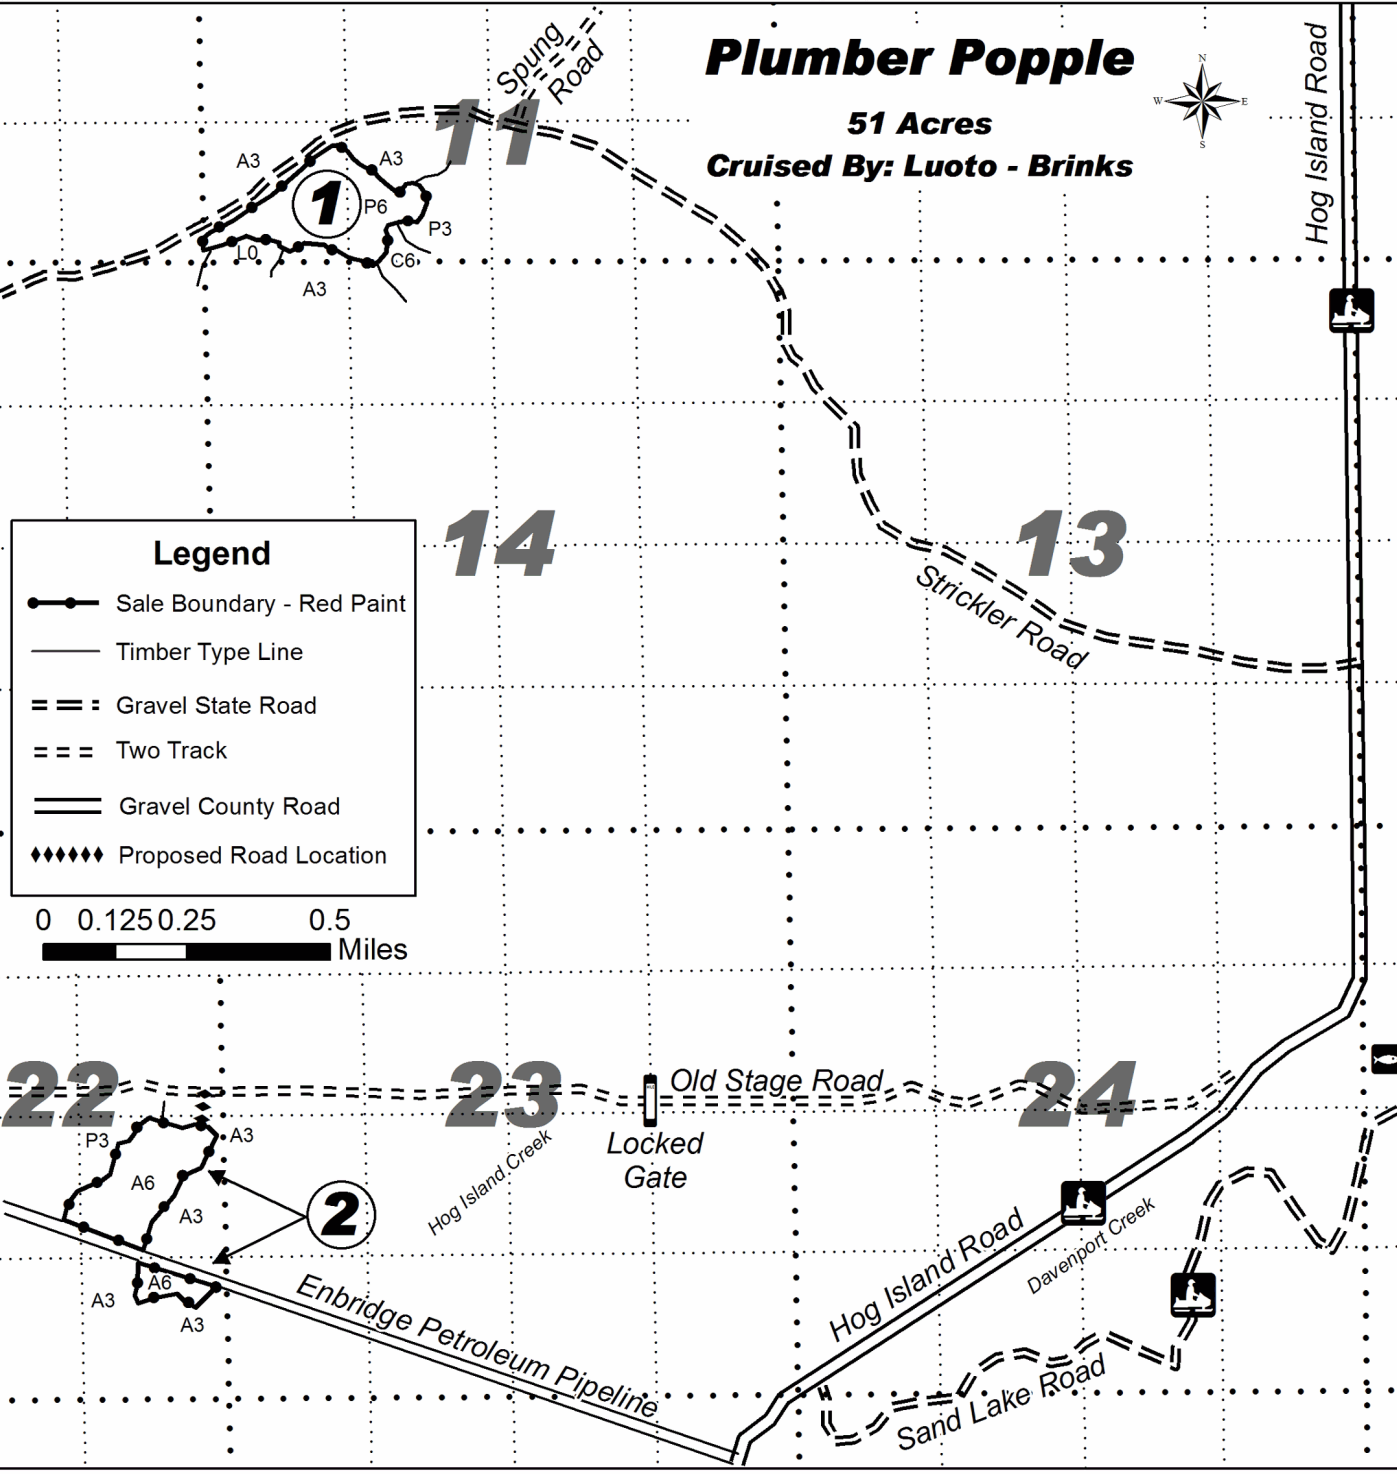 Spung
Road
Plumber Popple
51 Acres
Cruised By: Luoto - Brinks
N
W
E
S
Hog Island Road
11
A3
A3
1
P6
P3
L0
C6
A3
14
13
Strickler Road
Legend
Sale Boundary - Red Paint
Timber Type Line
Gravel State Road
Two Track
Gravel County Road
Proposed Road Location
0 0.125 0.25 0.5
Miles
22
23
24
Old Stage Road
Locked
Gate
P3
A3
A6
A3
2
A6
A3
A3
Hog Island Creek
Hog Island Road
Davenport Creek
Enbridge Petroleum Pipeline
Sand Lake Road